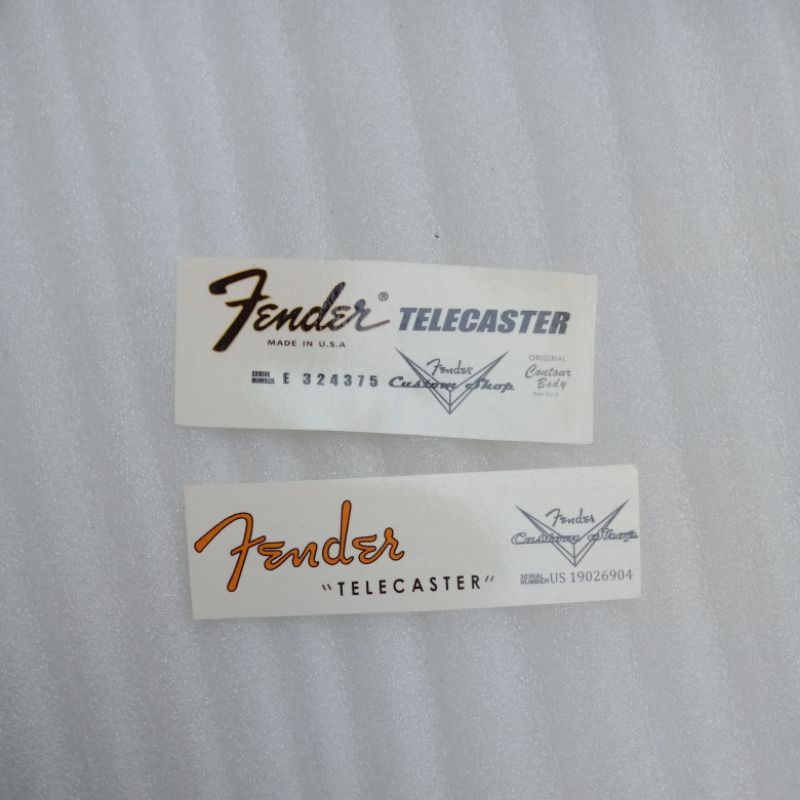 Fender® TELECASTER
MADE IN U.S.A
SERIAL NUMBER E 324375
Fender
Custom Shop
ORIGINAL
Contour
Body
Fender
"TELECASTER"
Fender
Custom Shop
SERIAL NUMBER US 19026904